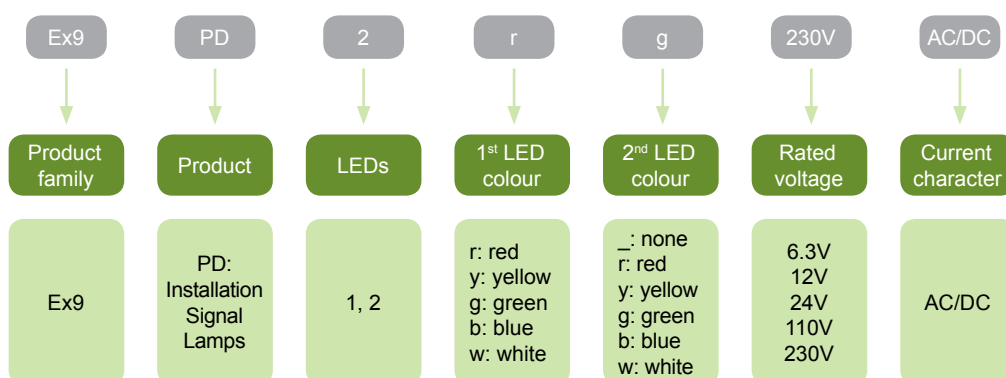 Ex9 PD 2 r g 230V AC/DC
Product family
Product
LEDs
1st LED colour
2nd LED colour
Rated voltage
Current character
Ex9
PD:
Installation
Signal
Lamps
1, 2
r: red
y: yellow
g: green
b: blue
w: white
_: none
r: red
y: yellow
g: green
b: blue
w: white
6.3V
12V
24V
110V
230V
AC/DC